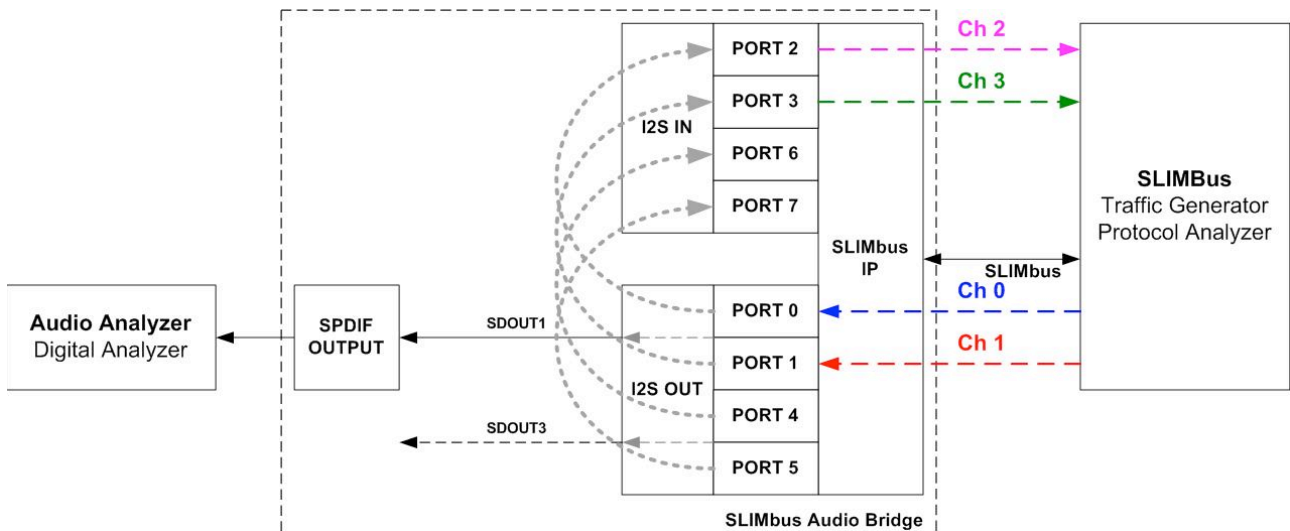 Ch 2
PORT 2
Ch 3
PORT 3
I2S IN
PORT 6
PORT 7
SLIMBus
Traffic Generator
Protocol Analyzer
SLIMbus
IP
SLIMbus
Ch 0
PORT 0
Audio Analyzer
Digital Analyzer
SPDIF
OUTPUT
SDOUT1
Ch 1
PORT 1
I2S OUT
PORT 4
SDOUT3
PORT 5
SLIMbus Audio Bridge